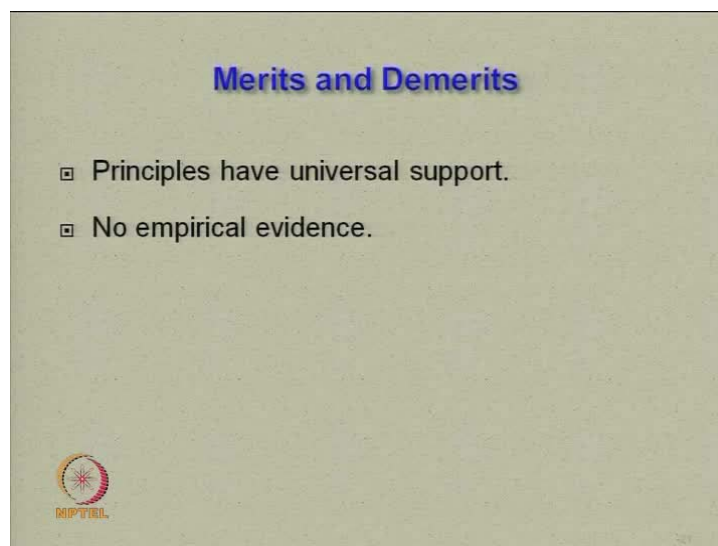 Merits and Demerits
Principles have universal support.
No empirical evidence.
NPTEL